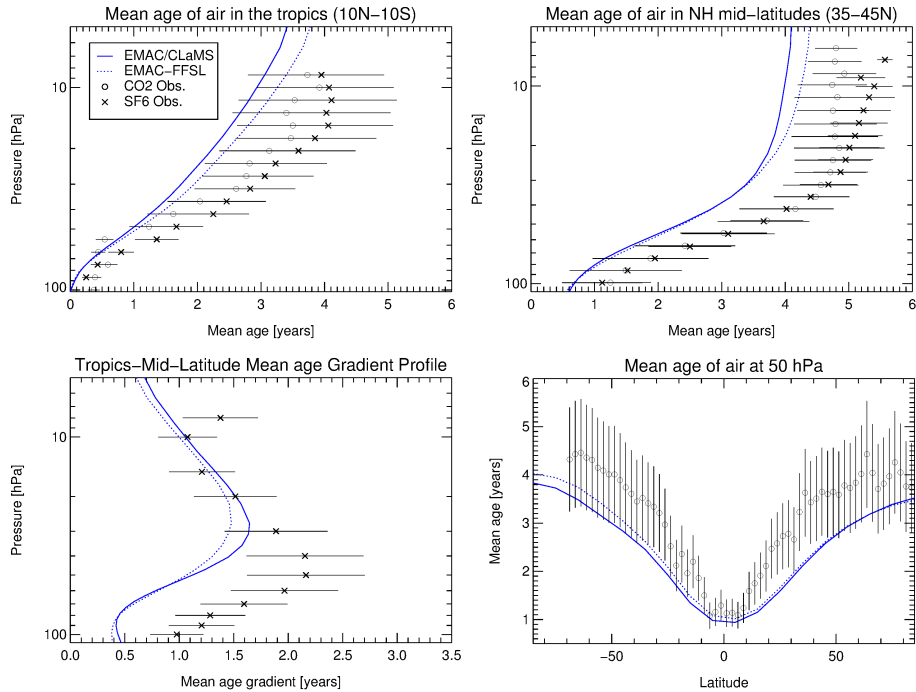 Mean age of air in the tropics (10N−10S)
EMAC/CLaMS
EMAC−FFSL
CO2 Obs.
SF6 Obs.
10
100
Pressure [hPa]
0 1 2 3 4 5 6
Mean age [years]
Mean age of air in NH mid−latitudes (35−45N)
10
100
Pressure [hPa]
0 1 2 3 4 5 6
Mean age [years]
Tropics−Mid−Latitude Mean age Gradient Profile
10
100
Pressure [hPa]
0.0 0.5 1.0 1.5 2.0 2.5 3.0 3.5
Mean age gradient [years]
Mean age of air at 50 hPa
6
5
4
3
2
1
Mean age [years]
−50 0 50
Latitude